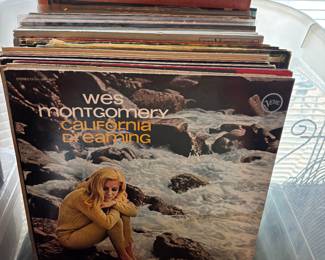 wes
montgomery
CALIFORNIA
DREAMING
Verve